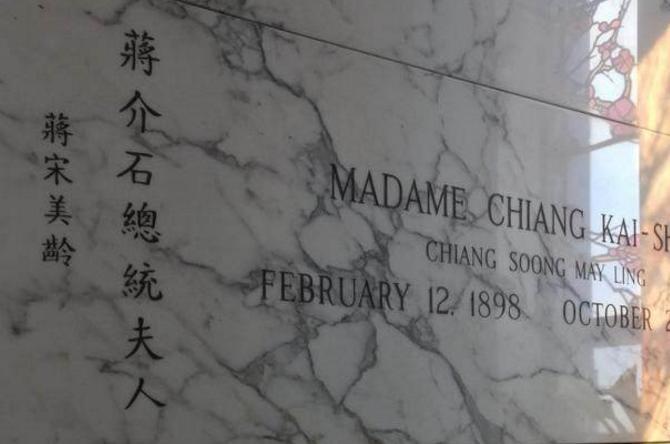 蔣介石總統夫人
蔣宋美齡
MADAME CHIANG KAI-SH
CHIANG SOONG MAY LING
FEBRUARY 12, 1898 OCTOBER 2